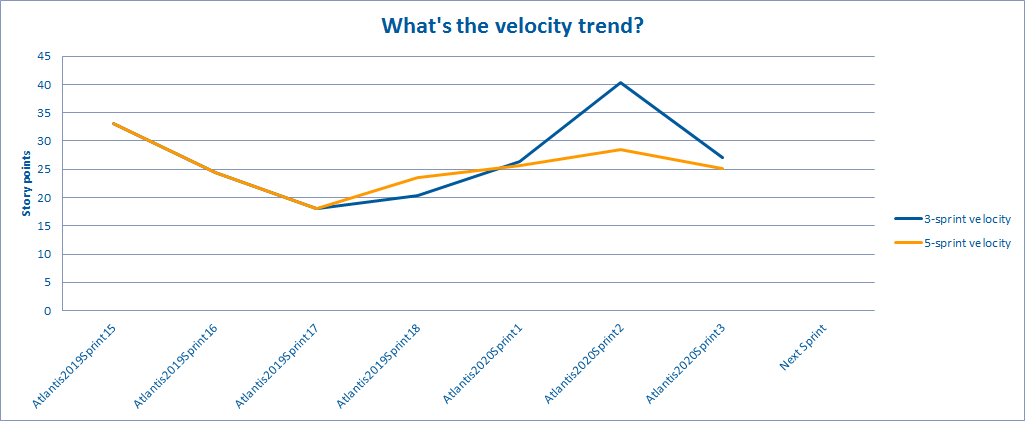 What's the velocity trend?
45
40
35
30
25
20
15
10
5
0
Story points
Atlantis2019Sprint15
Atlantis2019Sprint16
Atlantis2019Sprint17
Atlantis2019Sprint18
Atlantis2020Sprint1
Atlantis2020Sprint2
Atlantis2020Sprint3
Next Sprint
3-sprint velocity
5-sprint velocity